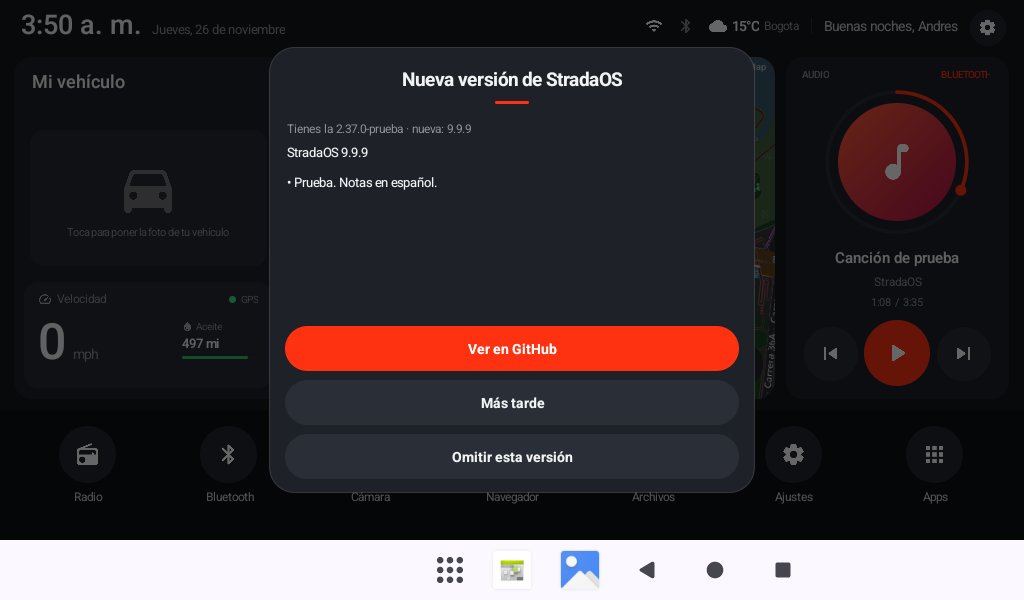 3:50 a. m.
Jueves, 26 de noviembre
15°C Bogota
Buenas noches, Andres
Mi vehículo
Toca para poner la foto de tu vehículo
Velocidad
GPS
0 mph
Aceite
497 mi
Nueva versión de StradaOS
Tienes la 2.37.0-prueba · nueva: 9.9.9
StradaOS 9.9.9
• Prueba. Notas en español.
Ver en GitHub
Más tarde
Omitir esta versión
Carrera 36A
AUDIO
BLUETOOTH
Canción de prueba
StradaOS
1:08 / 3:35
Radio
Bluetooth
Cámara
Navegador
Archivos
Ajustes
Apps